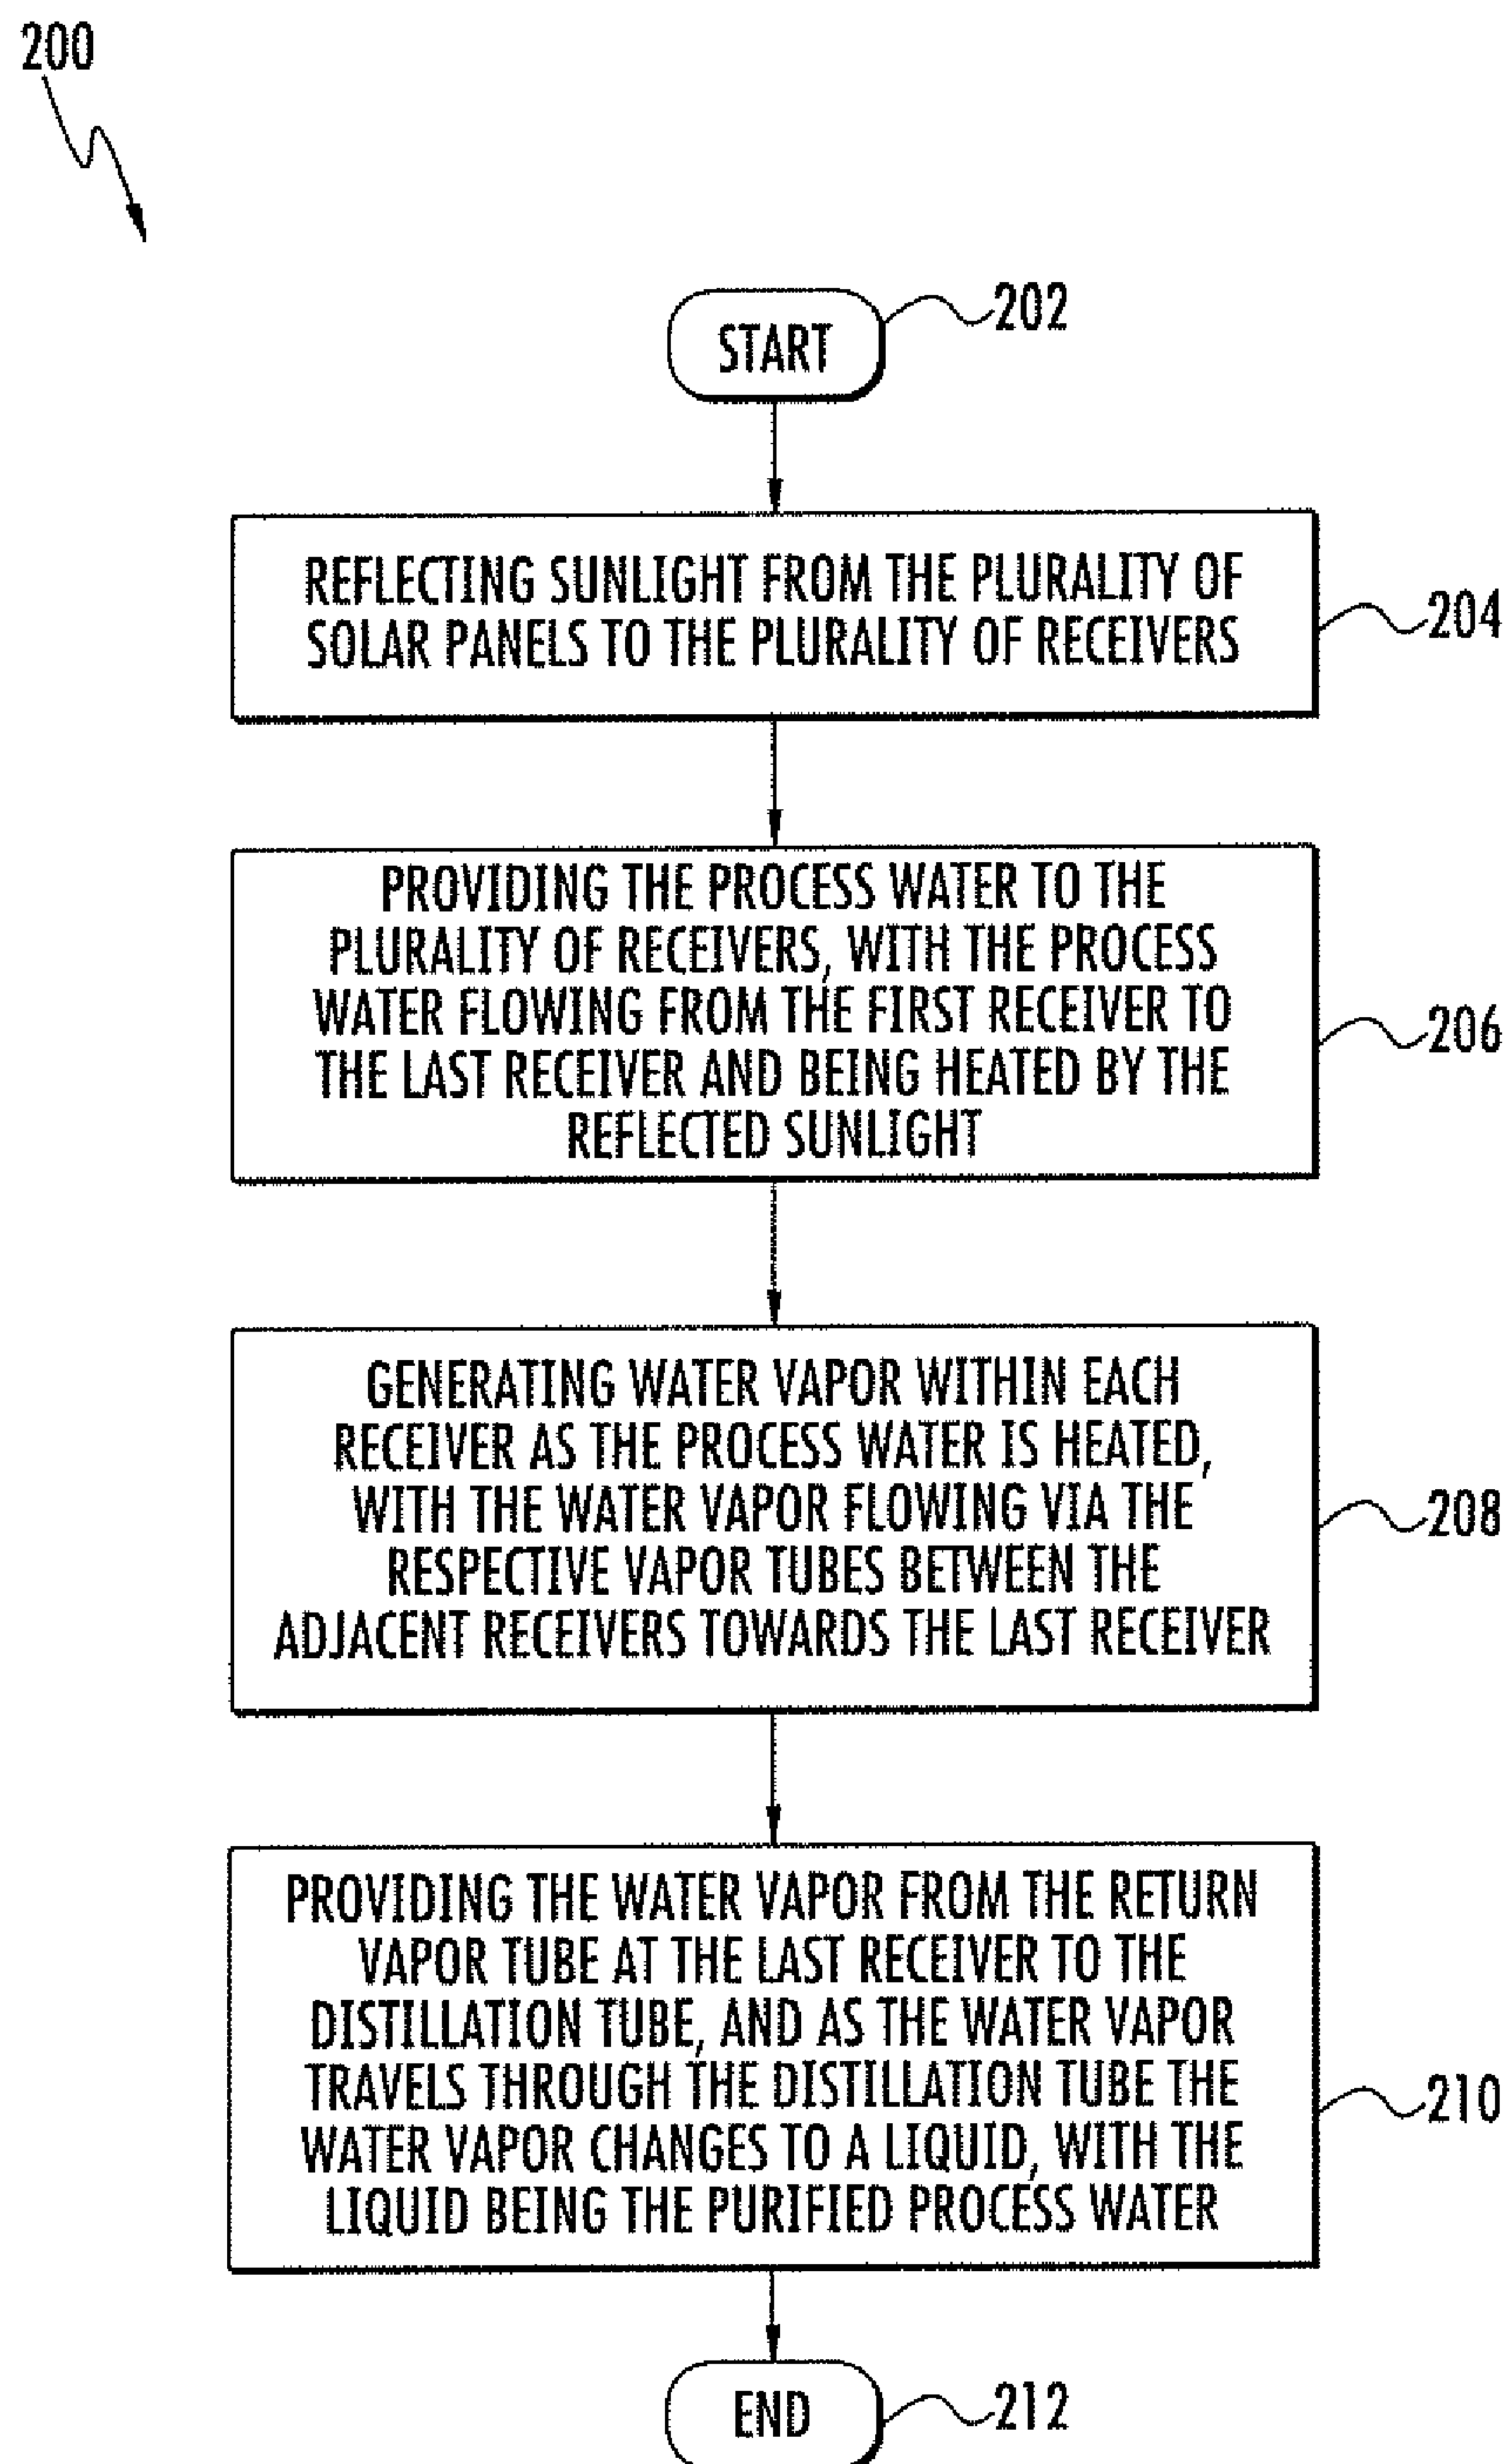 200
START
202
REFLECTING SUNLIGHT FROM THE PLURALITY OF
SOLAR PANELS TO THE PLURALITY OF RECEIVERS
204
PROVIDING THE PROCESS WATER TO THE
PLURALITY OF RECEIVERS, WITH THE PROCESS
WATER FLOWING FROM THE FIRST RECEIVER TO
THE LAST RECEIVER AND BEING HEATED BY THE
REFLECTED SUNLIGHT
206
GENERATING WATER VAPOR WITHIN EACH
RECEIVER AS THE PROCESS WATER IS HEATED,
WITH THE WATER VAPOR FLOWING VIA THE
RESPECTIVE VAPOR TUBES BETWEEN THE
ADJACENT RECEIVERS TOWARDS THE LAST RECEIVER
208
PROVIDING THE WATER VAPOR FROM THE RETURN
VAPOR TUBE AT THE LAST RECEIVER TO THE
DISTILLATION TUBE, AND AS THE WATER VAPOR
TRAVELS THROUGH THE DISTILLATION TUBE THE
WATER VAPOR CHANGES TO A LIQUID, WITH THE
LIQUID BEING THE PURIFIED PROCESS WATER
210
END
212